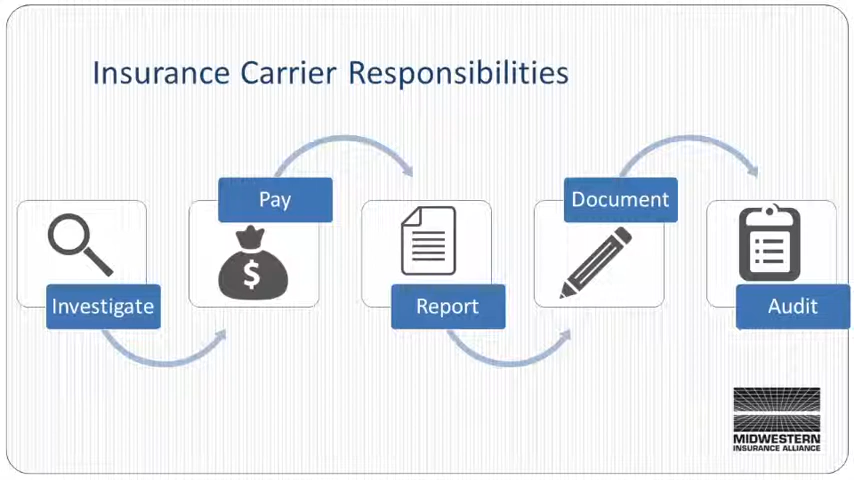 Insurance Carrier Responsibilities
Pay
Document
$
Investigate
Report
Audit
MIDWESTERN
INSURANCE ALLIANCE